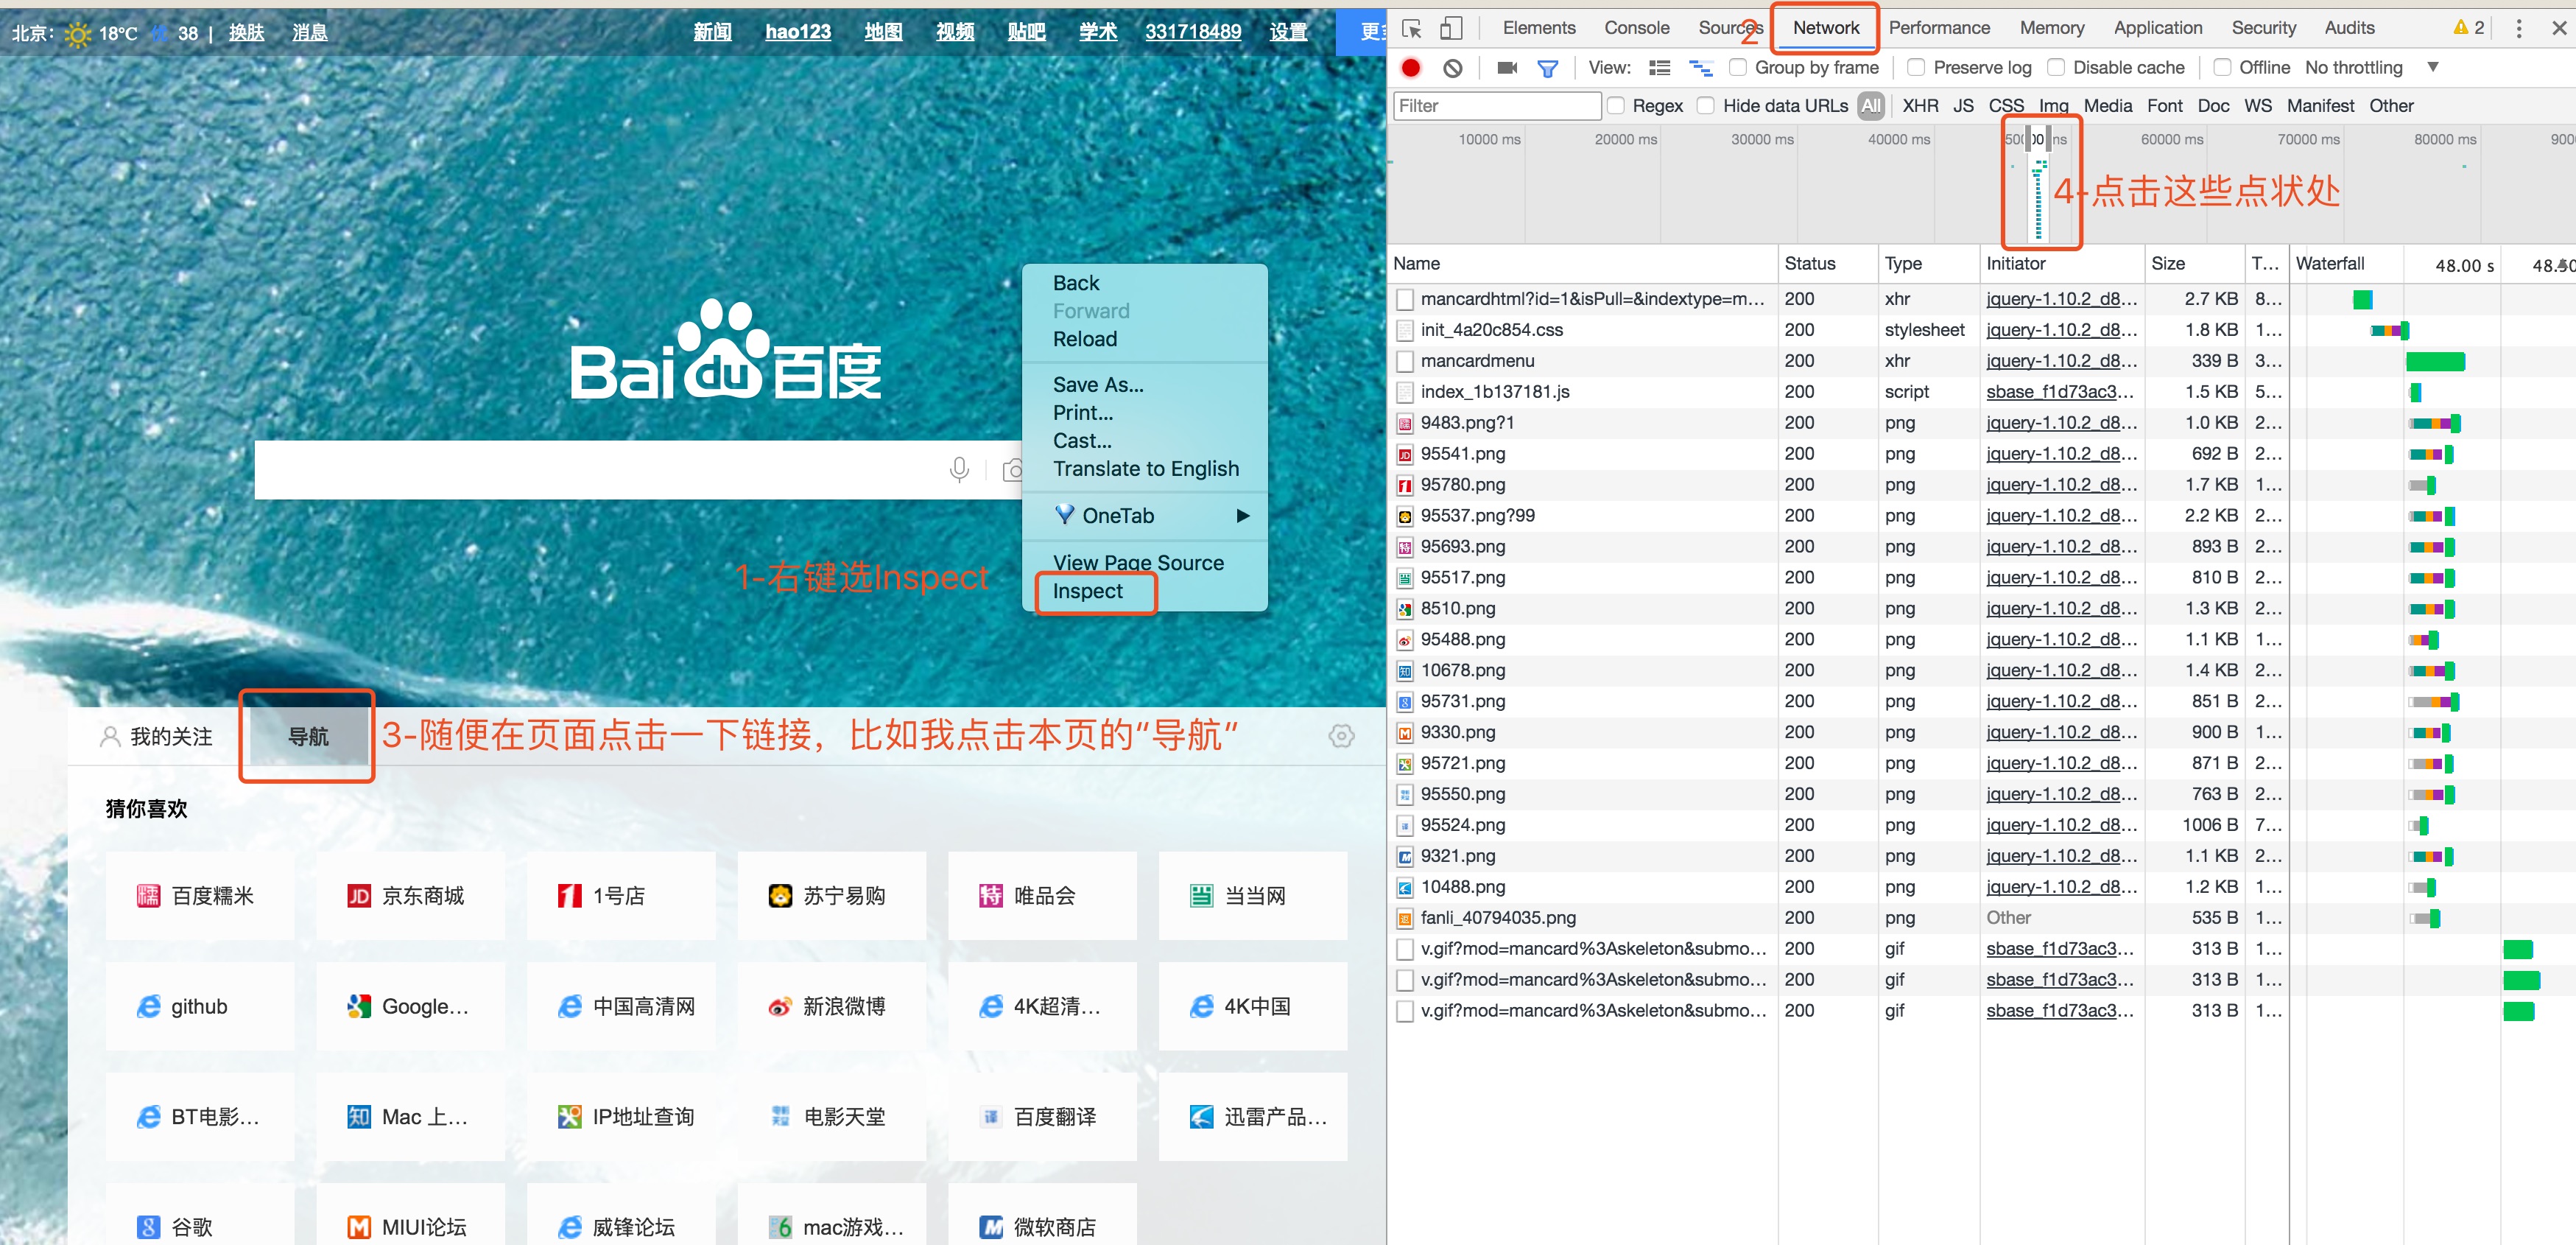 北京： 18℃ 优 38 | 换肤 消息 新闻 hao123 地图 视频 贴吧 学术 331718489 设置
Bai du 百度
Back
Forward
Reload
Save As...
Print...
Cast...
Translate to English
OneTab
View Page Source
Inspect
1-右键选Inspect
我的关注 导航
3-随便在页面点击一下链接，比如我点击本页的“导航”
猜你喜欢
百度糯米 京东商城 1号店 苏宁易购 唯品会 当当网
github Google... 中国高清网 新浪微博 4K超清... 4K中国
BT电影... Mac 上... IP地址查询 电影天堂 百度翻译 迅雷产品...
谷歌 MIUI论坛 威锋论坛 mac游戏... 微软商店
Elements Console Sources Network Performance Memory Application Security Audits 2
2
View: Group by frame Preserve log Disable cache Offline No throttling
Filter Regex Hide data URLs All XHR JS CSS Img Media Font Doc WS Manifest Other
10000 ms 20000 ms 30000 ms 40000 ms 60000 ms 70000 ms 80000 ms
4-点击这些点状处
Name Status Type Initiator Size T... Waterfall 48.00 s
mancardhtml?id=1&isPull=&indextype=m... 200 xhr jquery-1.10.2_d8... 2.7 KB 8...
init_4a20c854.css 200 stylesheet jquery-1.10.2_d8... 1.8 KB 1...
mancardmenu 200 xhr jquery-1.10.2_d8... 339 B 3...
index_1b137181.js 200 script sbase_f1d73ac3... 1.5 KB 5...
9483.png?1 200 png jquery-1.10.2_d8... 1.0 KB 2...
95541.png 200 png jquery-1.10.2_d8... 692 B 2...
95780.png 200 png jquery-1.10.2_d8... 1.7 KB 1...
95537.png?99 200 png jquery-1.10.2_d8... 2.2 KB 2...
95693.png 200 png jquery-1.10.2_d8... 893 B 2...
95517.png 200 png jquery-1.10.2_d8... 810 B 2...
8510.png 200 png jquery-1.10.2_d8... 1.3 KB 2...
95488.png 200 png jquery-1.10.2_d8... 1.1 KB 1...
10678.png 200 png jquery-1.10.2_d8... 1.4 KB 2...
95731.png 200 png jquery-1.10.2_d8... 851 B 2...
9330.png 200 png jquery-1.10.2_d8... 900 B 1...
95721.png 200 png jquery-1.10.2_d8... 871 B 2...
95550.png 200 png jquery-1.10.2_d8... 763 B 2...
95524.png 200 png jquery-1.10.2_d8... 1006 B 7...
9321.png 200 png jquery-1.10.2_d8... 1.1 KB 2...
10488.png 200 png jquery-1.10.2_d8... 1.2 KB 1...
fanli_40794035.png 200 png Other 535 B 1...
v.gif?mod=mancard%3Askeleton&submo... 200 gif sbase_f1d73ac3... 313 B 1...
v.gif?mod=mancard%3Askeleton&submo... 200 gif sbase_f1d73ac3... 313 B 1...
v.gif?mod=mancard%3Askeleton&submo... 200 gif sbase_f1d73ac3... 313 B 1...